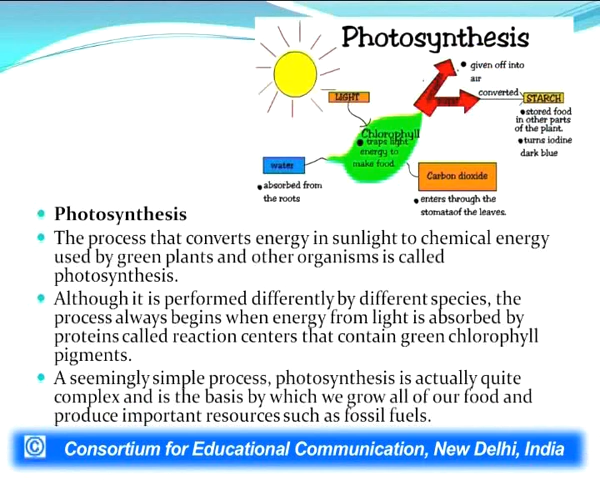 Photosynthesis
given off into
air
LIGHT
converted
STARCH
stored food
in other parts
of the plant.
turns iodine
dark blue
Chlorophyll
traps light
energy to
make food
water
absorbed from
the roots
Carbon dioxide
enters through the
stomataof the leaves.
Photosynthesis
The process that converts energy in sunlight to chemical energy
used by green plants and other organisms is called
photosynthesis.
Although it is performed differently by different species, the
process always begins when energy from light is absorbed by
proteins called reaction centers that contain green chlorophyll
pigments.
A seemingly simple process, photosynthesis is actually quite
complex and is the basis by which we grow all of our food and
produce important resources such as fossil fuels.
© Consortium for Educational Communication, New Delhi, India